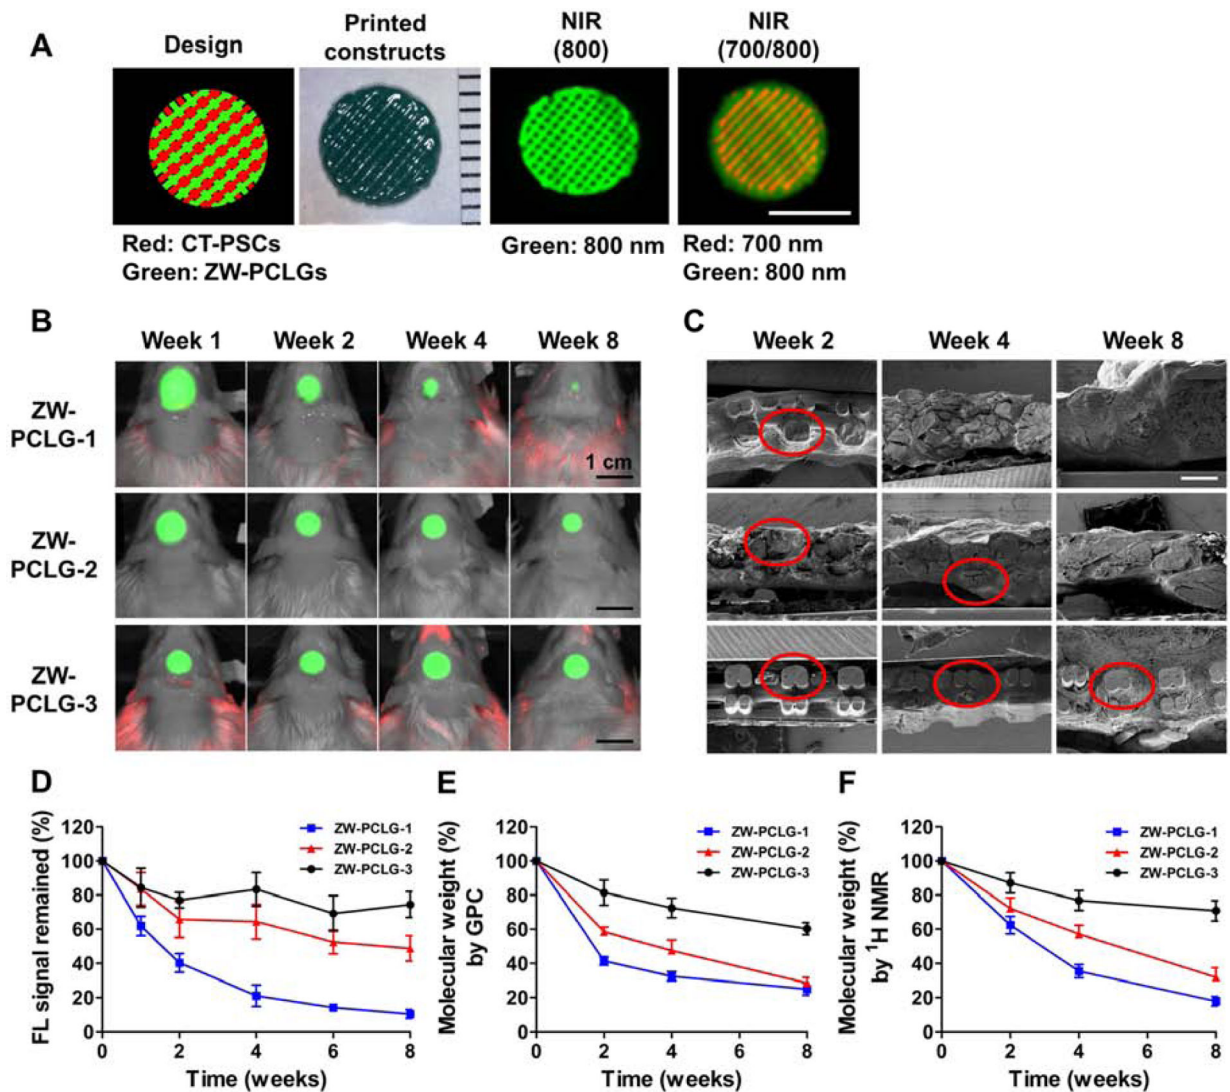 A
Design
Printed
constructs
NIR
(800)
NIR
(700/800)
Red: CT-PSCs
Green: ZW-PCLGs
Green: 800 nm
Red: 700 nm
Green: 800 nm
B
Week 1
Week 2
Week 4
Week 8
ZW-
PCLG-1
1 cm
ZW-
PCLG-2
ZW-
PCLG-3
C
Week 2
Week 4
Week 8
D
FL signal remained (%)
120
100
80
60
40
20
0
0
2
4
6
8
Time (weeks)
ZW-PCLG-1
ZW-PCLG-2
ZW-PCLG-3
E
Molecular weight (%)
by GPC
120
100
80
60
40
20
0
0
2
4
6
8
Time (weeks)
ZW-PCLG-1
ZW-PCLG-2
ZW-PCLG-3
F
Molecular weight (%)
by ¹H NMR
120
100
80
60
40
20
0
0
2
4
6
8
Time (weeks)
ZW-PCLG-1
ZW-PCLG-2
ZW-PCLG-3